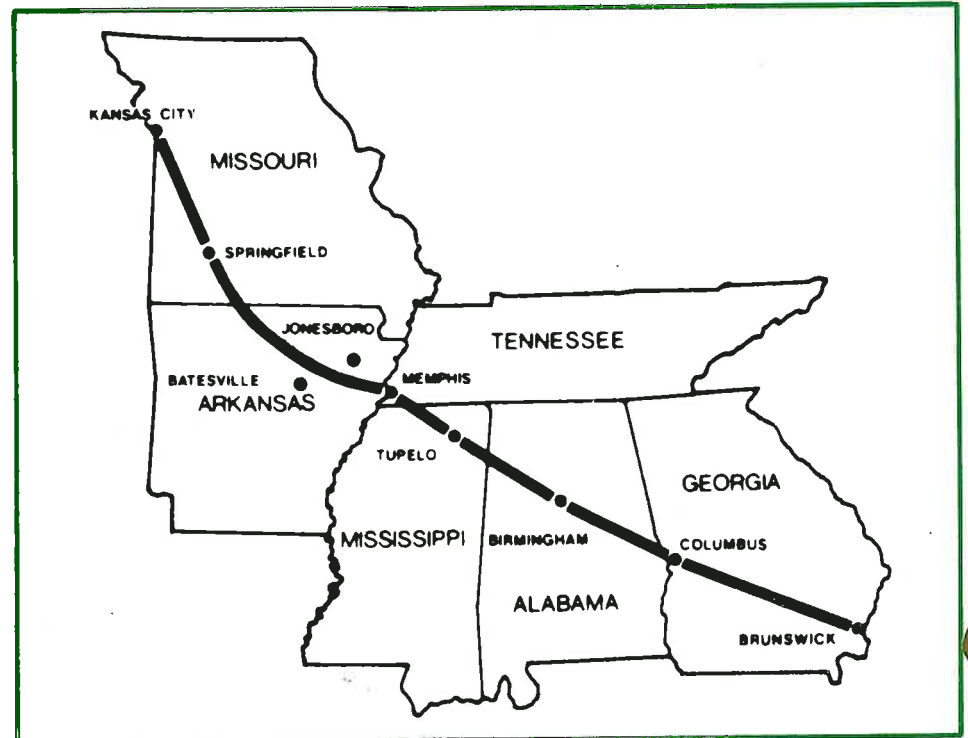 KANSAS CITY
MISSOURI
SPRINGFIELD
JONESBORO
TENNESSEE
BATESVILLE
MEMPHIS
ARKANSAS
TUPELO
GEORGIA
MISSISSIPPI
BIRMINGHAM
COLUMBUS
ALABAMA
BRUNSWICK